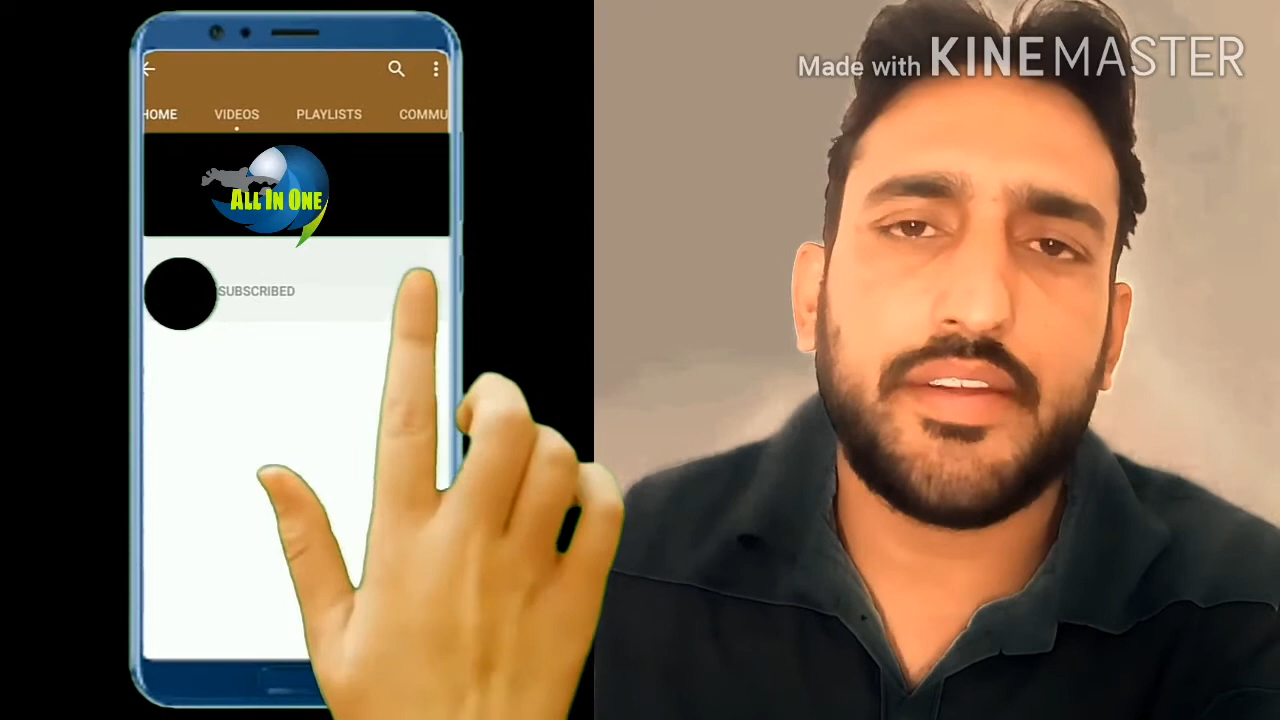 Made with KINEMASTER
HOME VIDEOS PLAYLISTS COMMU
ALL IN ONE
SUBSCRIBED